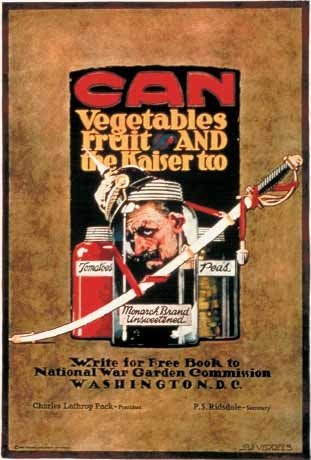 CAN
Vegetables
Fruit AND
the Kaiser too
Tomatoes
Peas
Monarch Brand
Unsweetened
Write for Free Book to
National War Garden Commission
WASHINGTON, D.C.
Charles Lathrop Pack - President
P. S. Ridsdale - Secretary